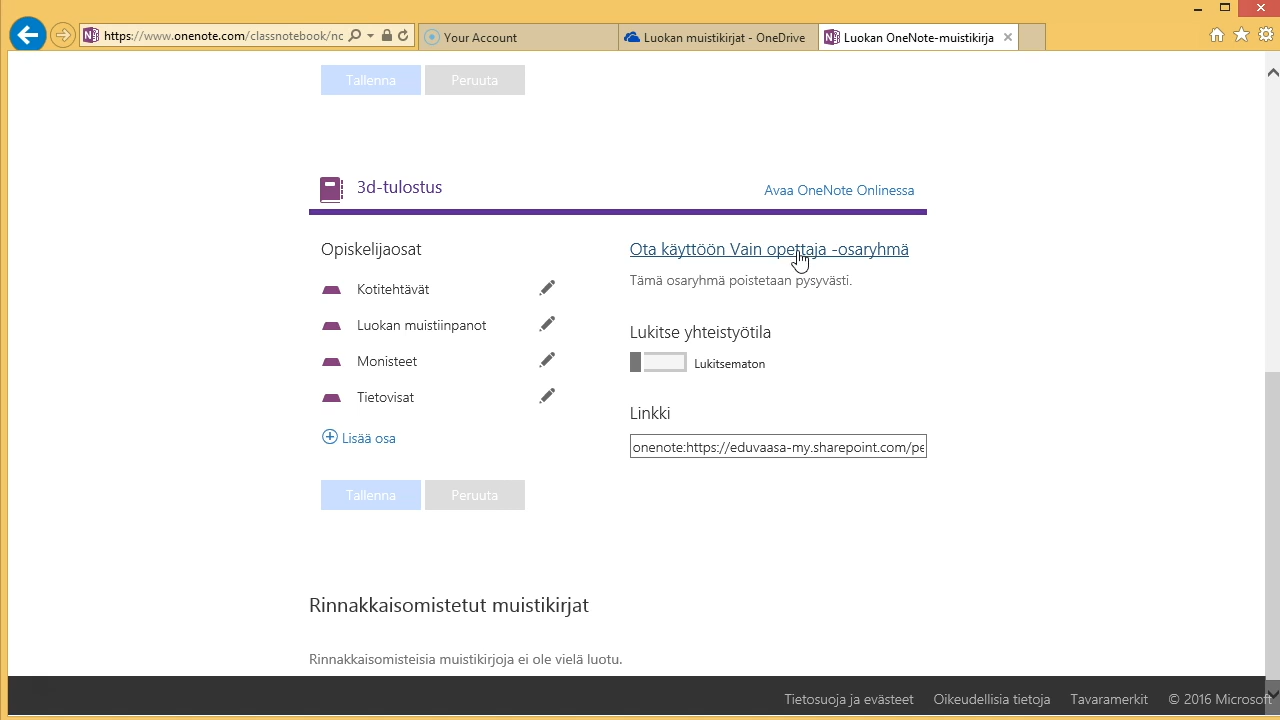 https://www.onenote.com/classnotebook/nc
Your Account
Luokan muistikirjat - OneDrive
Luokan OneNote-muistikirja
Tallenna
Peruuta
3d-tulostus
Avaa OneNote Onlinessa
Opiskelijaosat
Ota käyttöön Vain opettaja -osaryhmä
Kotitehtävät
Tämä osaryhmä poistetaan pysyvästi.
Luokan muistiinpanot
Lukitse yhteistyötila
Monisteet
Lukitsematon
Tietovisat
Linkki
Lisää osa
onenote:https://eduvaasa-my.sharepoint.com/pe
Tallenna
Peruuta
Rinnakkaisomistetut muistikirjat
Rinnakkaisomisteisia muistikirjoja ei ole vielä luotu.
Tietosuoja ja evästeet
Oikeudellisia tietoja
Tavaramerkit
© 2016 Microsoft